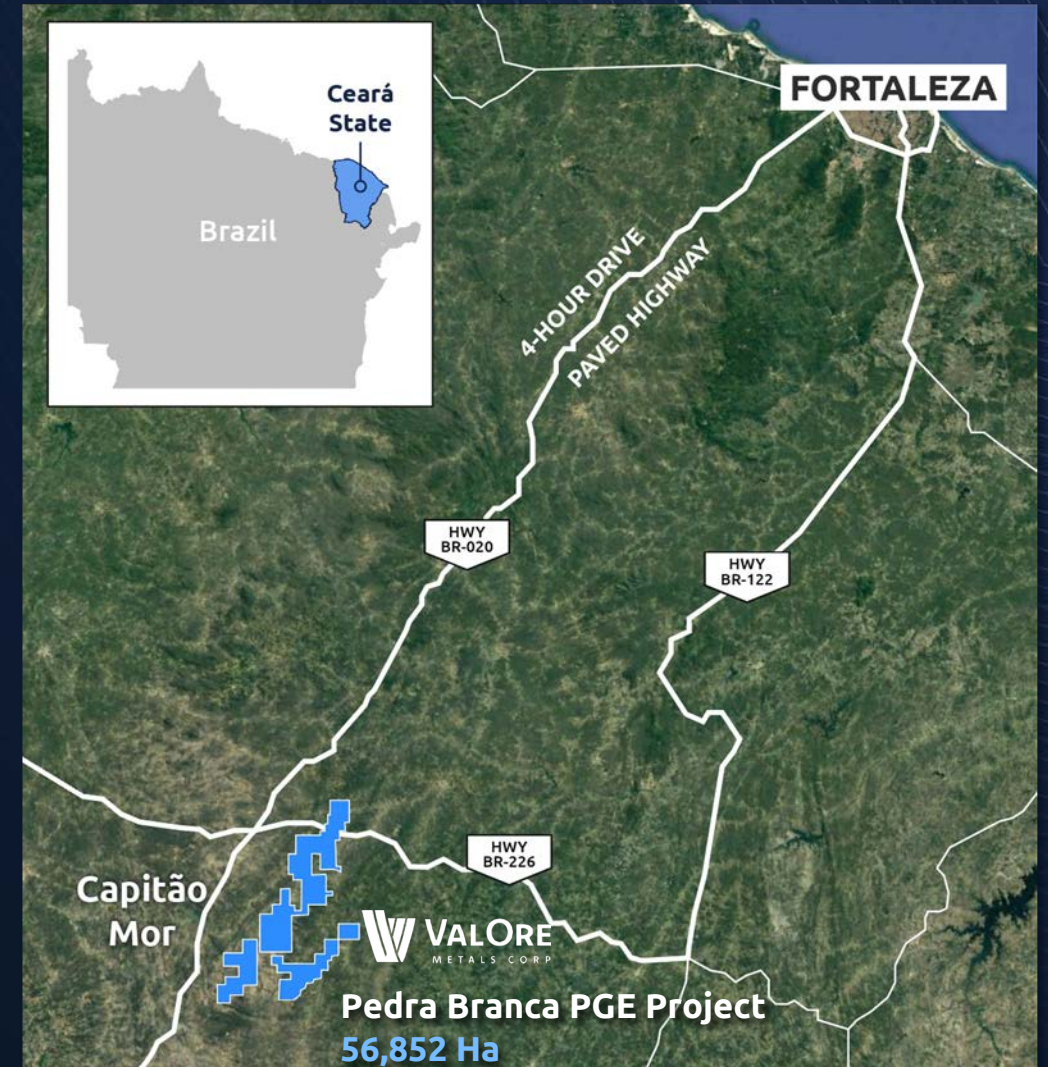 Ceará
State
Brazil
FORTALEZA
4-HOUR DRIVE
PAVED HIGHWAY
HWY
BR-020
HWY
BR-122
HWY
BR-226
Capitão
Mor
VALORE
METALS CORP
Pedra Branca PGE Project
56,852 Ha